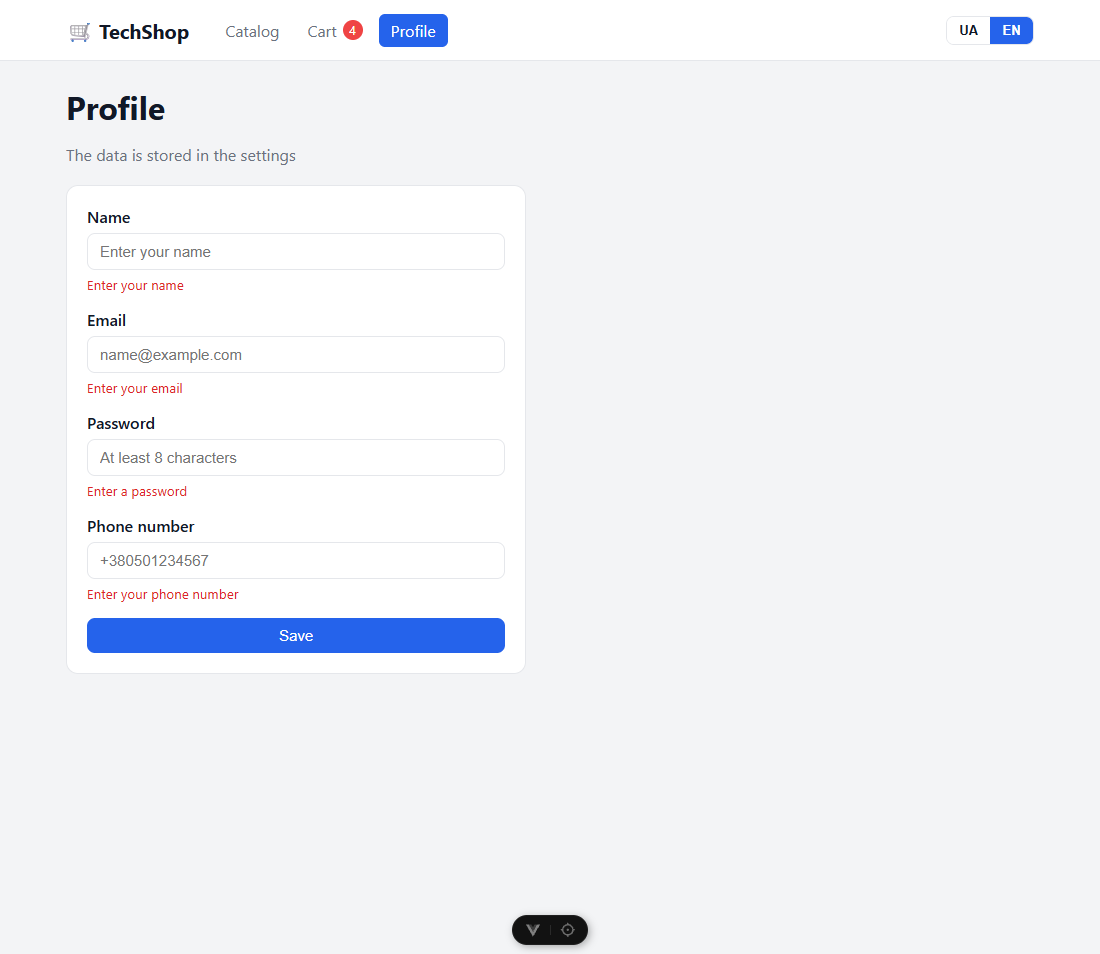 TechShop
Catalog
Cart 4
Profile
UA
EN
Profile
The data is stored in the settings
Name
Enter your name
Enter your name
Email
name@example.com
Enter your email
Password
At least 8 characters
Enter a password
Phone number
+380501234567
Enter your phone number
Save